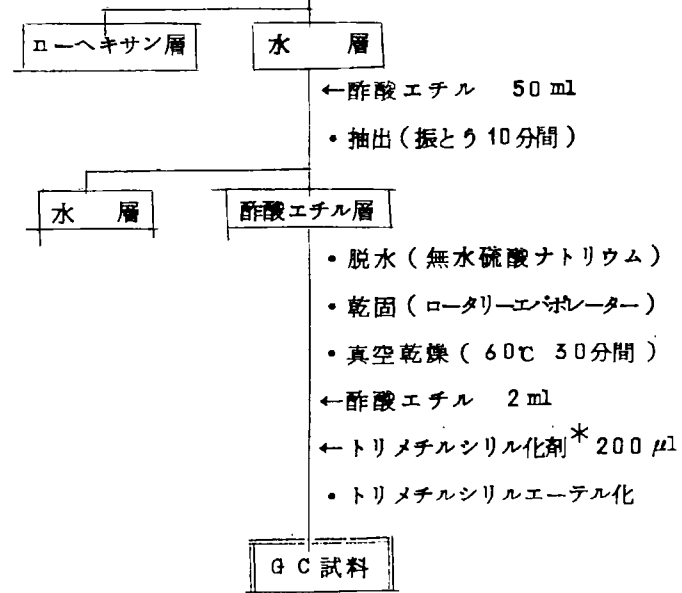 n－ヘキサン層
水　層
←酢酸エチル　50 ml
・抽出（振とう10分間）
水　層
酢酸エチル層
・脱水（無水硫酸ナトリウム）
・乾固（ロータリーエバポレーター）
・真空乾燥（60℃ 30分間）
←酢酸エチル　2 ml
←トリメチルシリル化剤* 200 μl
・トリメチルシリルエーテル化
GC試料